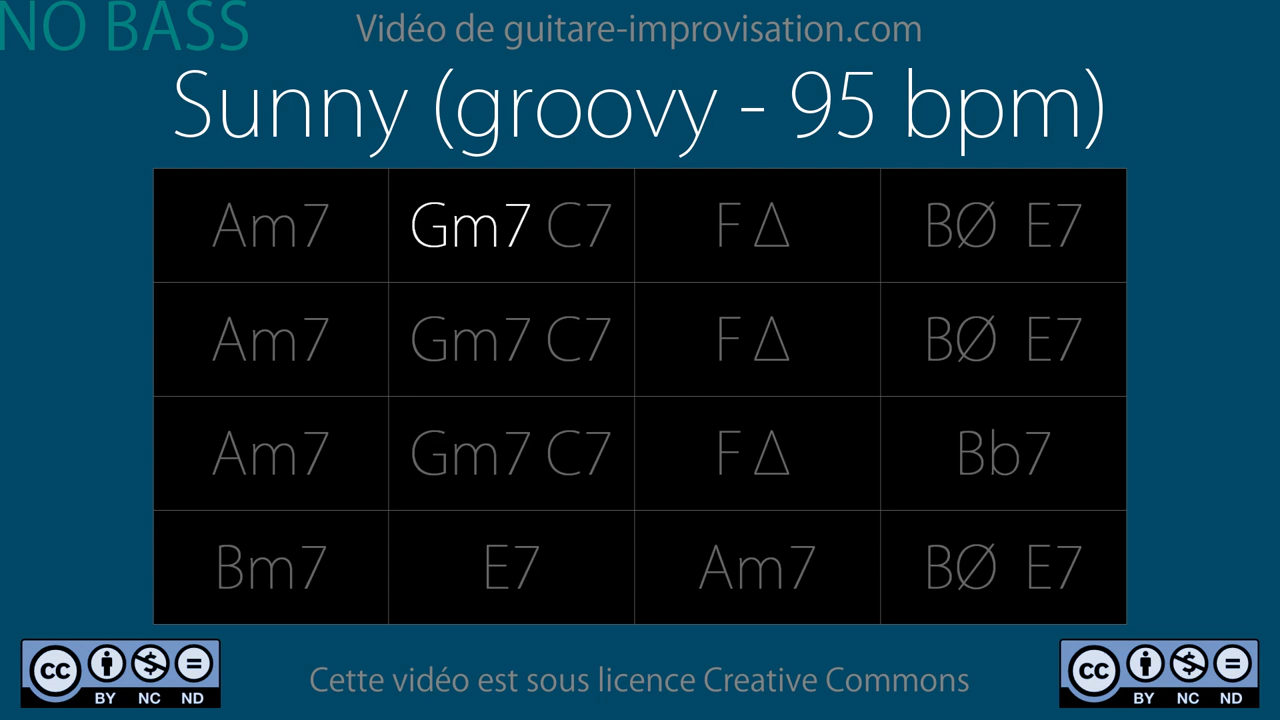 NO BASS
Vidéo de guitare-improvisation.com
Sunny (groovy - 95 bpm)
Am7 Gm7 C7 F Δ BØ E7
Am7 Gm7 C7 F Δ BØ E7
Am7 Gm7 C7 F Δ Bb7
Bm7 E7 Am7 BØ E7
cc BY NC ND
Cette vidéo est sous licence Creative Commons
cc BY NC ND